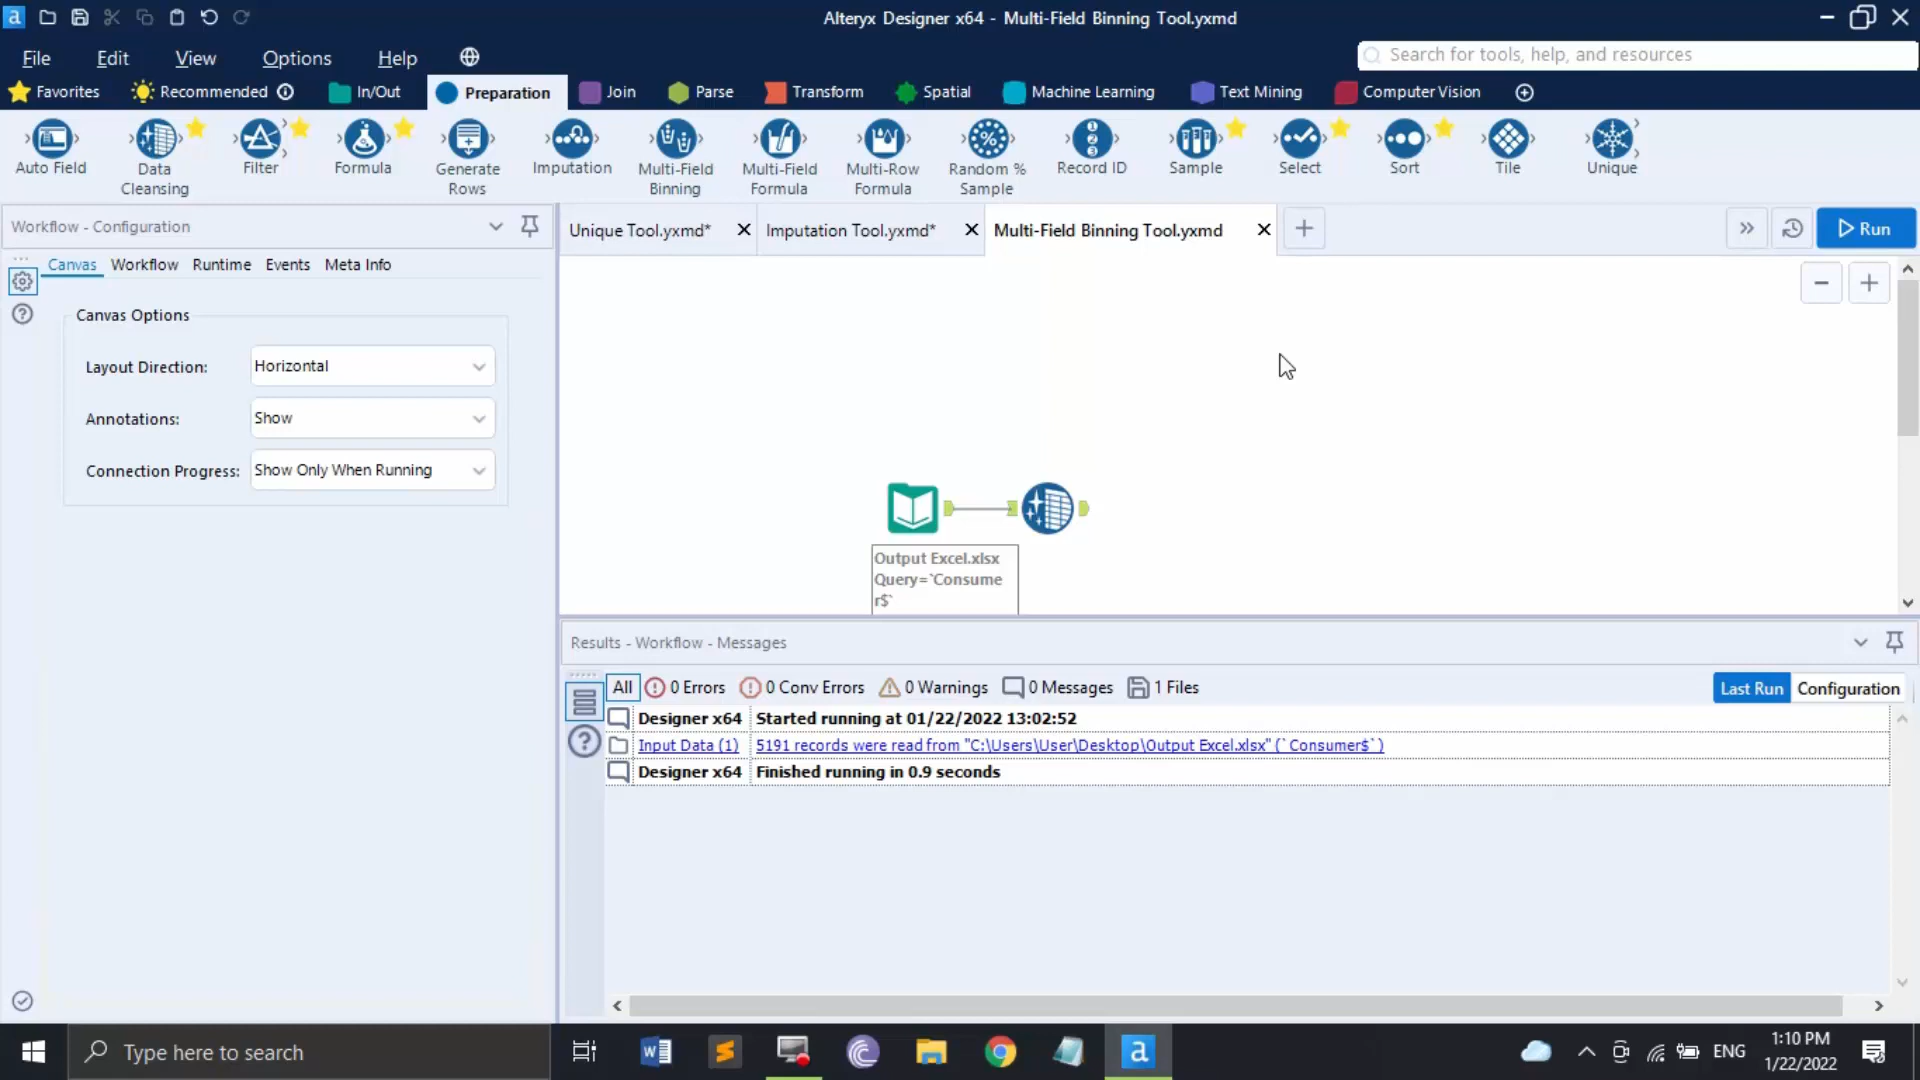 Alteryx Designer x64 - Multi-Field Binning Tool.yxmd
File Edit View Options Help
Search for tools, help, and resources
Favorites Recommended In/Out Preparation Join Parse Transform Spatial Machine Learning Text Mining Computer Vision
Auto Field
Data
Cleansing
Filter
Formula
Generate
Rows
Imputation
Multi-Field
Binning
Multi-Field
Formula
Multi-Row
Formula
Random %
Sample
Record ID
Sample
Select
Sort
Tile
Unique
Workflow - Configuration
Unique Tool.yxmd*
Imputation Tool.yxmd*
Multi-Field Binning Tool.yxmd
Run
Canvas Workflow Runtime Events Meta Info
Canvas Options
Layout Direction: Horizontal
Annotations: Show
Connection Progress: Show Only When Running
Output Excel.xlsx
Query=`Consume
r$`
Results - Workflow - Messages
All 0 Errors 0 Conv Errors 0 Warnings 0 Messages 1 Files
Last Run Configuration
Designer x64 Started running at 01/22/2022 13:02:52
Input Data (1) 5191 records were read from "C:\Users\User\Desktop\Output Excel.xlsx" (`Consumer$`)
Designer x64 Finished running in 0.9 seconds
Type here to search
ENG
1:10 PM
1/22/2022